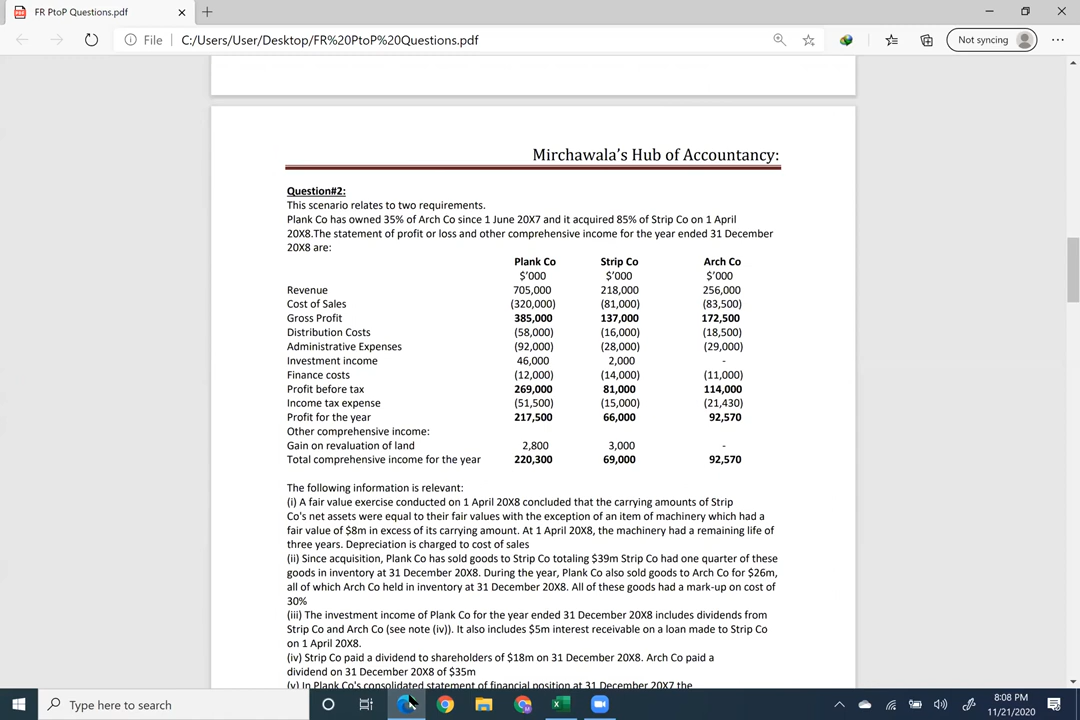 FR PtoP Questions.pdf
File C:/Users/User/Desktop/FR%20PtoP%20Questions.pdf
Not syncing
Mirchawala's Hub of Accountancy:
Question#2:
This scenario relates to two requirements.
Plank Co has owned 35% of Arch Co since 1 June 20X7 and it acquired 85% of Strip Co on 1 April
20X8.The statement of profit or loss and other comprehensive income for the year ended 31 December
20X8 are:
Plank Co Strip Co Arch Co
$'000 $'000 $'000
Revenue 705,000 218,000 256,000
Cost of Sales (320,000) (81,000) (83,500)
Gross Profit 385,000 137,000 172,500
Distribution Costs (58,000) (16,000) (18,500)
Administrative Expenses (92,000) (28,000) (29,000)
Investment income 46,000 2,000 -
Finance costs (12,000) (14,000) (11,000)
Profit before tax 269,000 81,000 114,000
Income tax expense (51,500) (15,000) (21,430)
Profit for the year 217,500 66,000 92,570
Other comprehensive income:
Gain on revaluation of land 2,800 3,000 -
Total comprehensive income for the year 220,300 69,000 92,570
The following information is relevant:
(i) A fair value exercise conducted on 1 April 20X8 concluded that the carrying amounts of Strip
Co's net assets were equal to their fair values with the exception of an item of machinery which had a
fair value of $8m in excess of its carrying amount. At 1 April 20X8, the machinery had a remaining life of
three years. Depreciation is charged to cost of sales
(ii) Since acquisition, Plank Co has sold goods to Strip Co totaling $39m Strip Co had one quarter of these
goods in inventory at 31 December 20X8. During the year, Plank Co also sold goods to Arch Co for $26m,
all of which Arch Co held in inventory at 31 December 20X8. All of these goods had a mark-up on cost of
30%
(iii) The investment income of Plank Co for the year ended 31 December 20X8 includes dividends from
Strip Co and Arch Co (see note (iv)). It also includes $5m interest receivable on a loan made to Strip Co
on 1 April 20X8.
(iv) Strip Co paid a dividend to shareholders of $18m on 31 December 20X8. Arch Co paid a
dividend on 31 December 20X8 of $35m
(v) In Plank Co's consolidated statement of financial position at 31 December 20X7 the
Type here to search
8:08 PM
11/21/2020